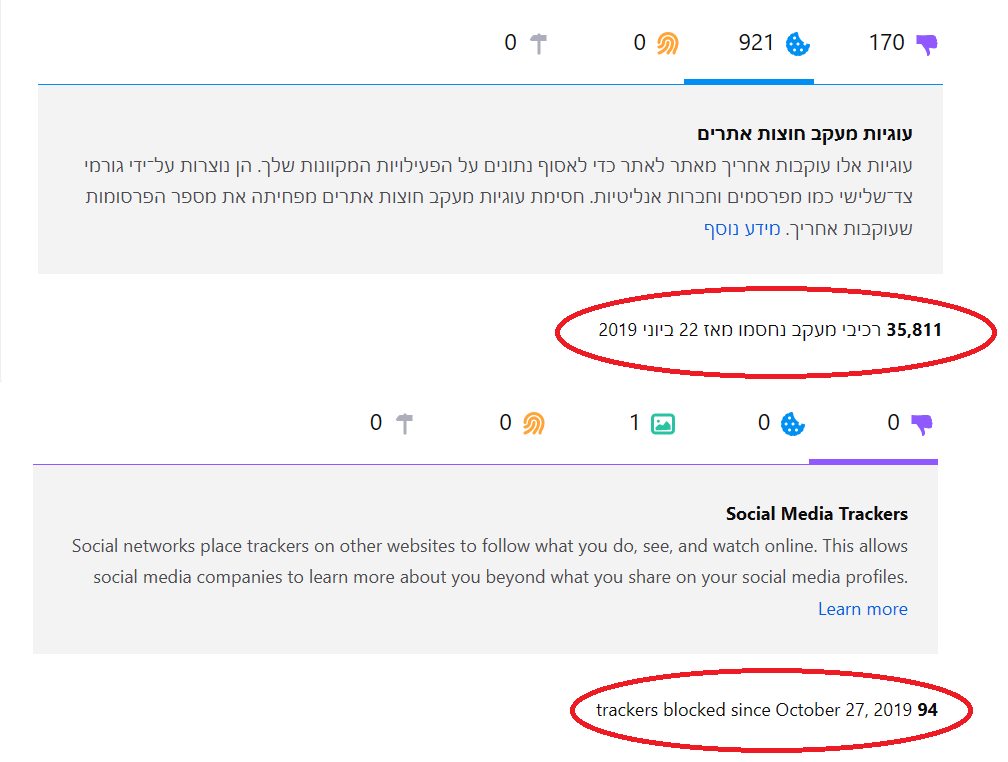 170 921 0 0
עוגיות מעקב חוצות אתרים
עוגיות אלו עוקבות אחריך מאתר לאתר כדי לאסוף נתונים על הפעילויות המקוונות שלך. הן נוצרות על־ידי גורמי
צד־שלישי כמו מפרסמים וחברות אנליטיות. חסימת עוגיות מעקב חוצות אתרים מפחיתה את מספר הפרסומות
שעוקבות אחריך. מידע נוסף
35,811 רכיבי מעקב נחסמו מאז 22 ביוני 2019
0 0 1 0 0
Social Media Trackers
Social networks place trackers on other websites to follow what you do, see, and watch online. This allows
social media companies to learn more about you beyond what you share on your social media profiles.
Learn more
trackers blocked since October 27, 2019 94